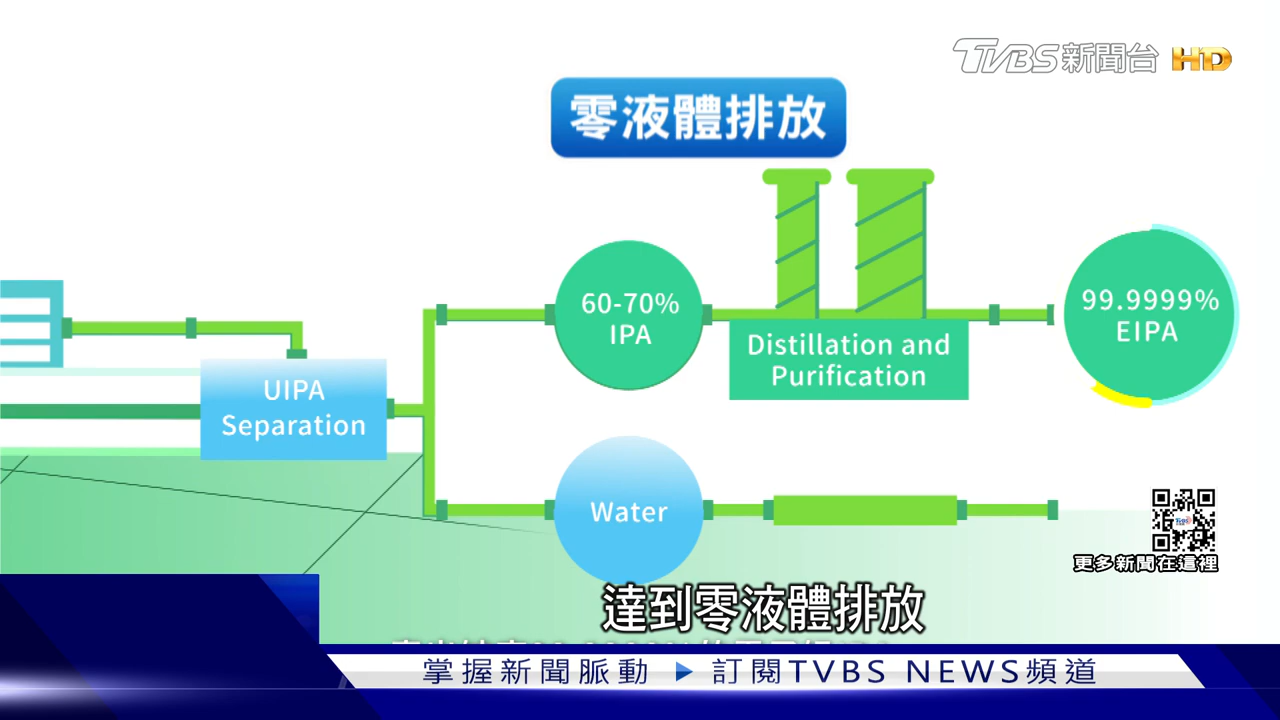 TVBS新聞台 HD
零液體排放
60-70%
IPA
Distillation and
Purification
99.9999%
EIPA
UIPA
Separation
Water
更多新聞在這裡
達到零液體排放
掌握新聞脈動 ▶ 訂閱TVBS NEWS頻道